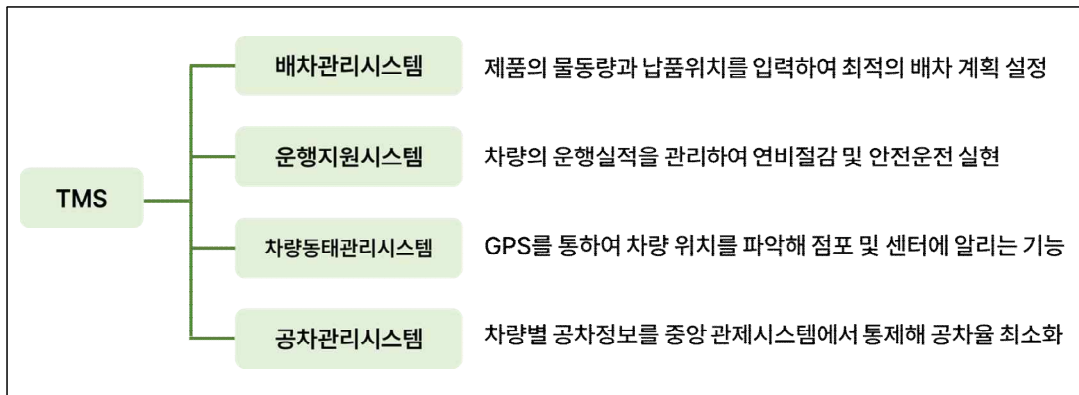 배차관리시스템 제품의 물동량과 납품위치를 입력하여 최적의 배차 계획 설정
운행지원시스템 차량의 운행실적을 관리하여 연비절감 및 안전운전 실현
TMS
차량동태관리시스템 GPS를 통하여 차량 위치를 파악해 점포 및 센터에 알리는 기능
공차관리시스템 차량별 공차정보를 중앙 관제시스템에서 통제해 공차율 최소화